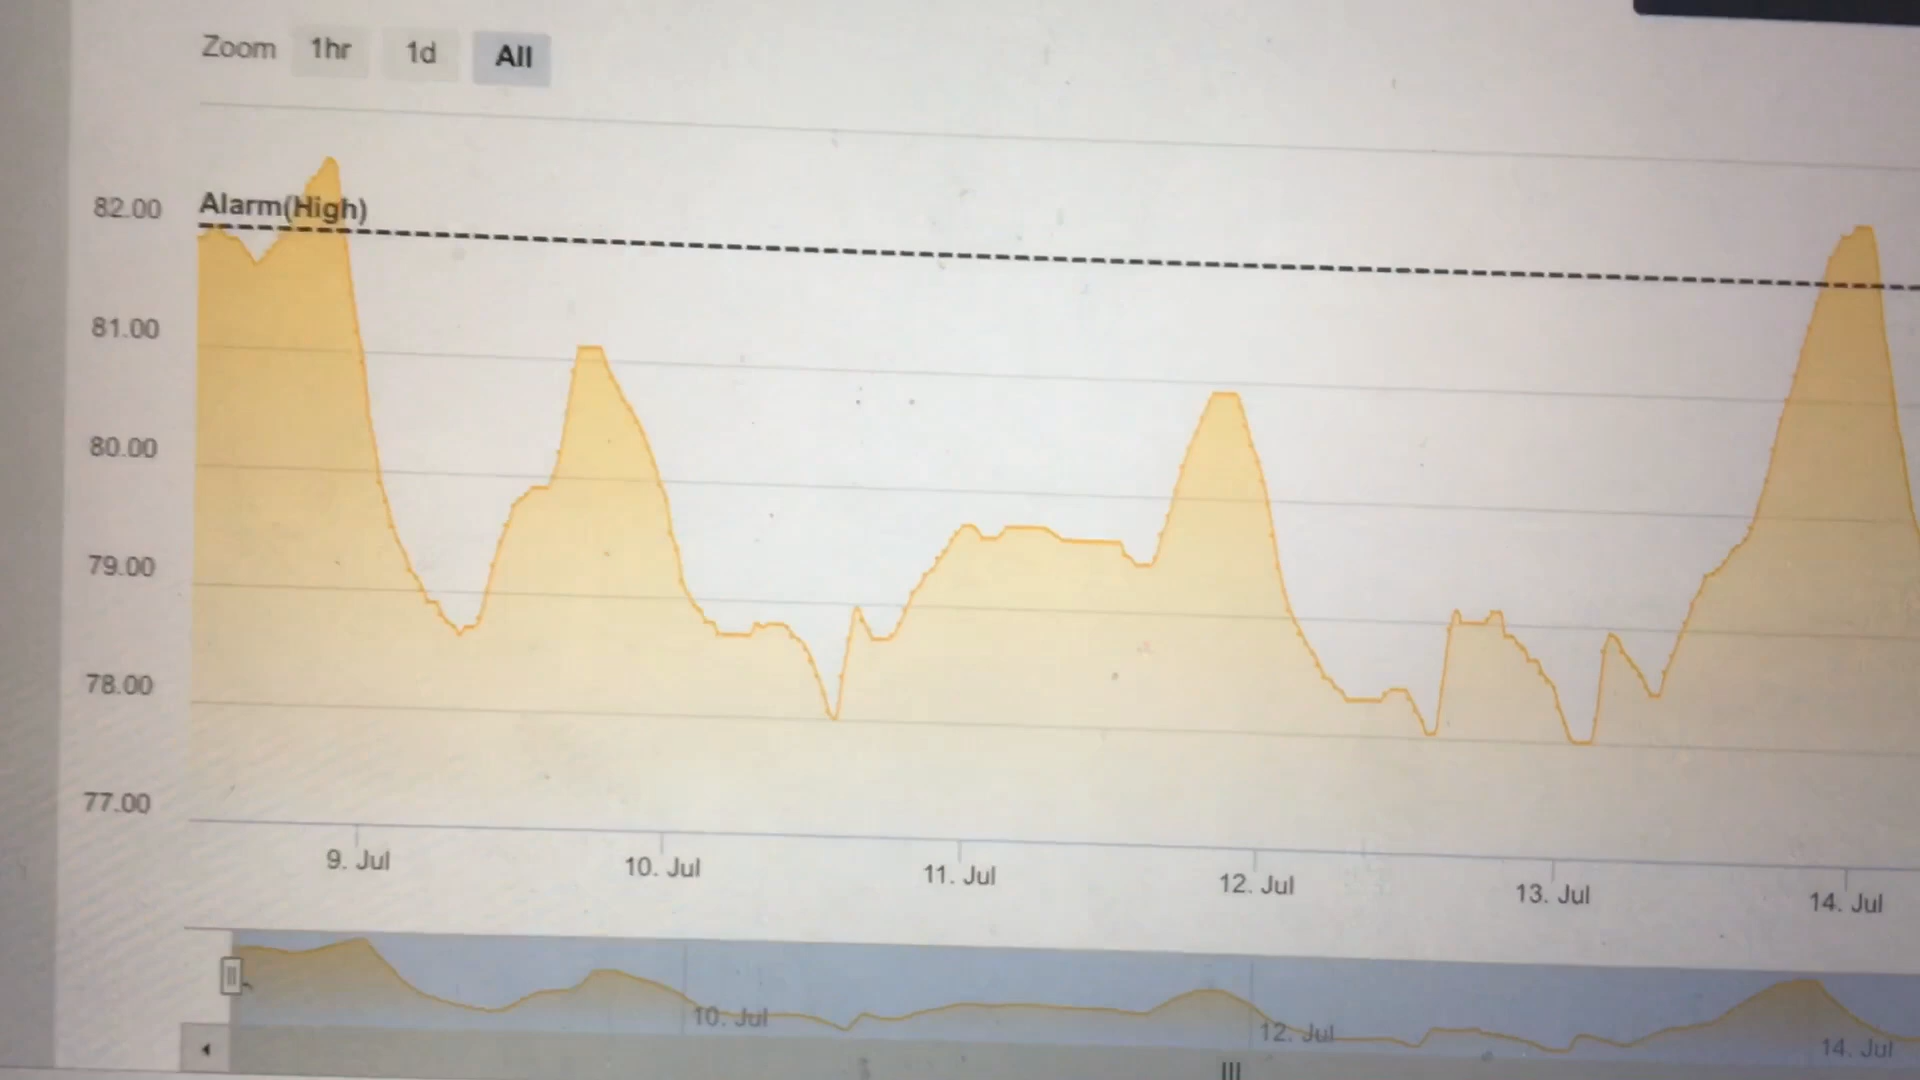 Zoom 1hr 1d All
82.00
Alarm(High)
81.00
80.00
79.00
78.00
77.00
9. Jul 10. Jul 11. Jul 12. Jul 13. Jul 14. Jul
10. Jul 12. Jul 14. Jul